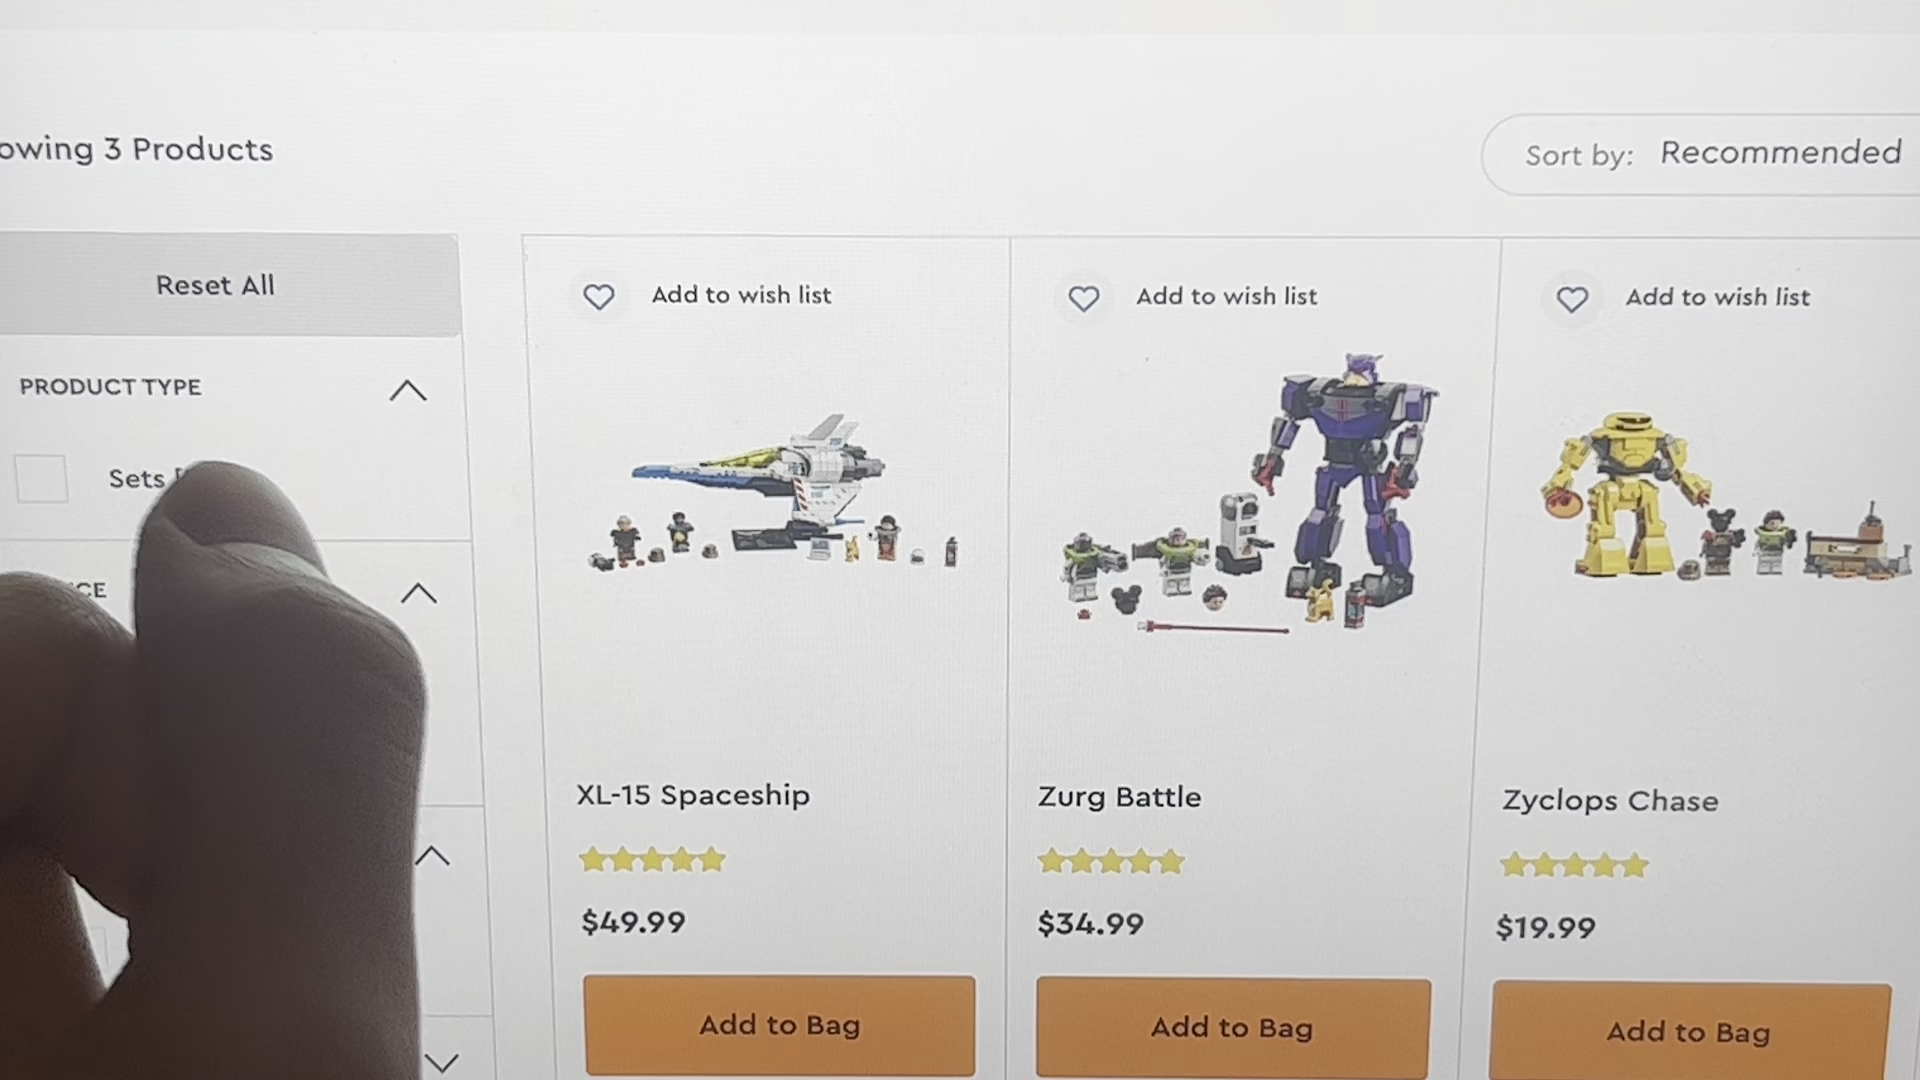 owing 3 Products
Sort by: Recommended
Reset All
PRODUCT TYPE
Sets
CE
Add to wish list
XL-15 Spaceship
$49.99
Add to Bag
Add to wish list
Zurg Battle
$34.99
Add to Bag
Add to wish list
Zyclops Chase
$19.99
Add to Bag